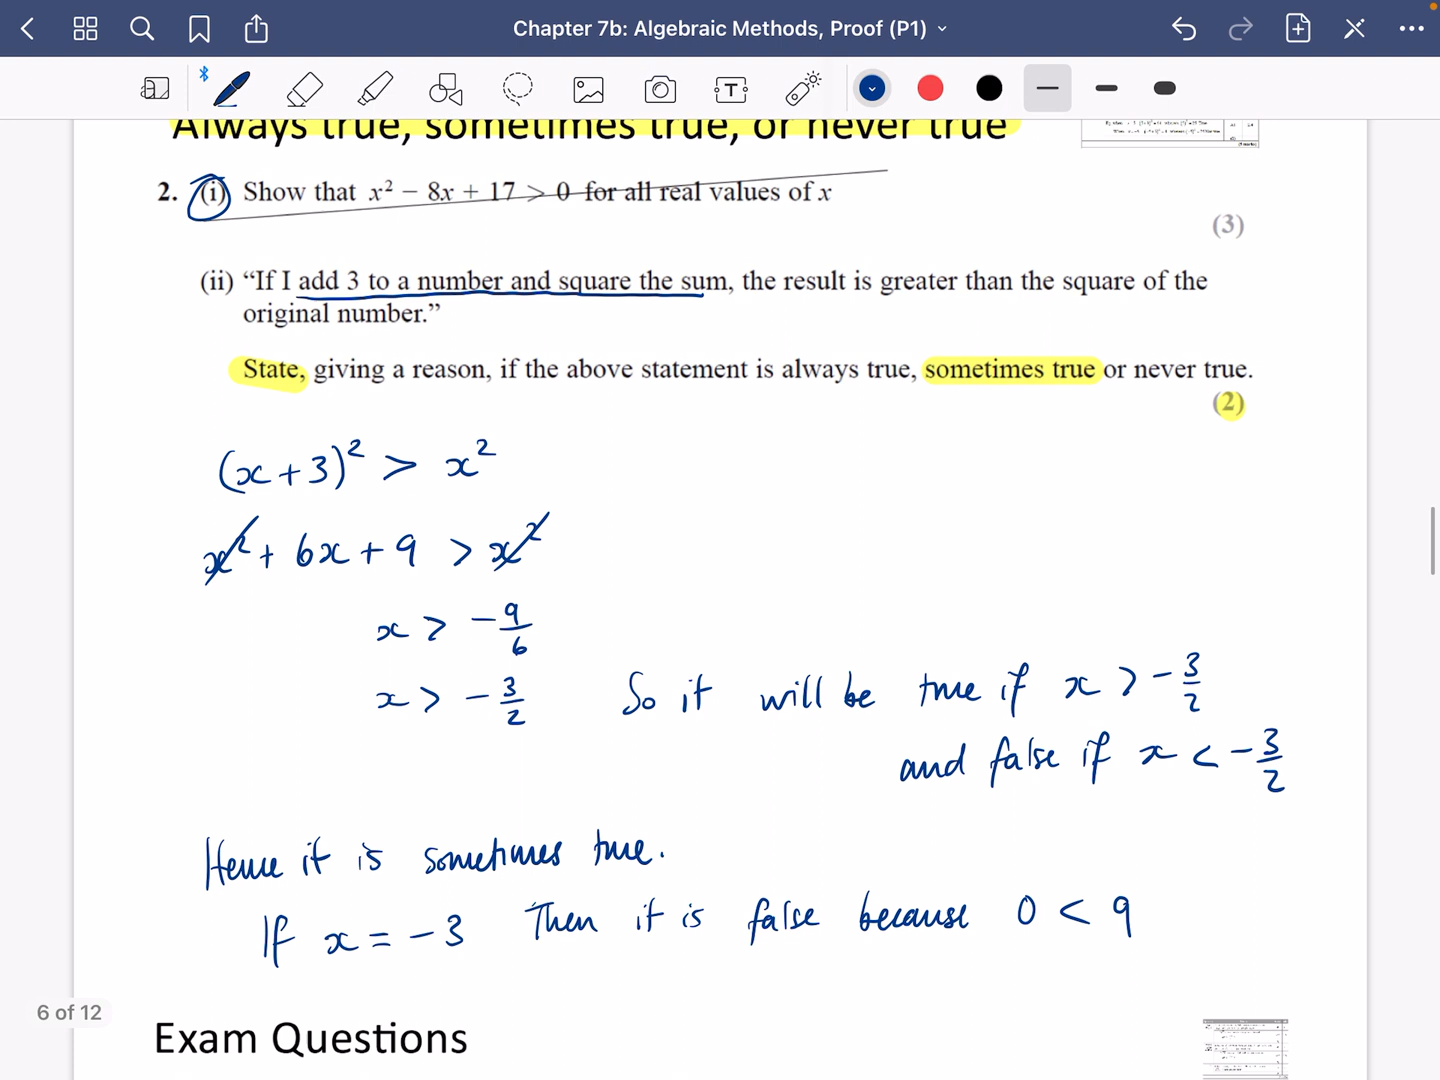 Chapter 7b: Algebraic Methods, Proof (P1)
Always true, sometimes true, or never true
2. (i) Show that x² − 8x + 17 > 0 for all real values of x
(3)
(ii) “If I add 3 to a number and square the sum, the result is greater than the square of the
original number.”
State, giving a reason, if the above statement is always true, sometimes true or never true.
(2)
(x + 3)² > x²
x² + 6x + 9 > x²
x > − 9/6
x > − 3/2 So it will be true if x > − 3/2
and false if x < − 3/2
Hence it is sometimes true.
If x = −3 Then it is false because 0 < 9
6 of 12
Exam Questions